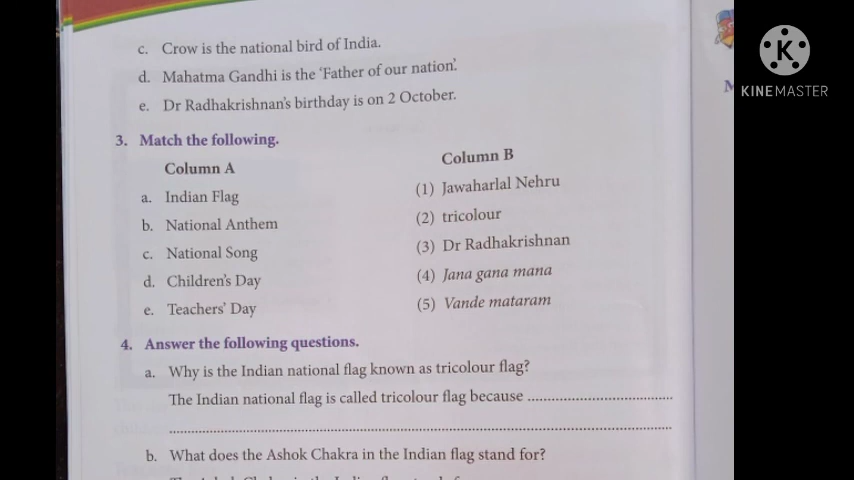 c. Crow is the national bird of India.
d. Mahatma Gandhi is the 'Father of our nation'.
e. Dr Radhakrishnan's birthday is on 2 October.
3. Match the following.
Column A Column B
a. Indian Flag (1) Jawaharlal Nehru
b. National Anthem (2) tricolour
c. National Song (3) Dr Radhakrishnan
d. Children's Day (4) Jana gana mana
e. Teachers' Day (5) Vande mataram
4. Answer the following questions.
a. Why is the Indian national flag known as tricolour flag?
The Indian national flag is called tricolour flag because
b. What does the Ashok Chakra in the Indian flag stand for?
K
KINEMASTER